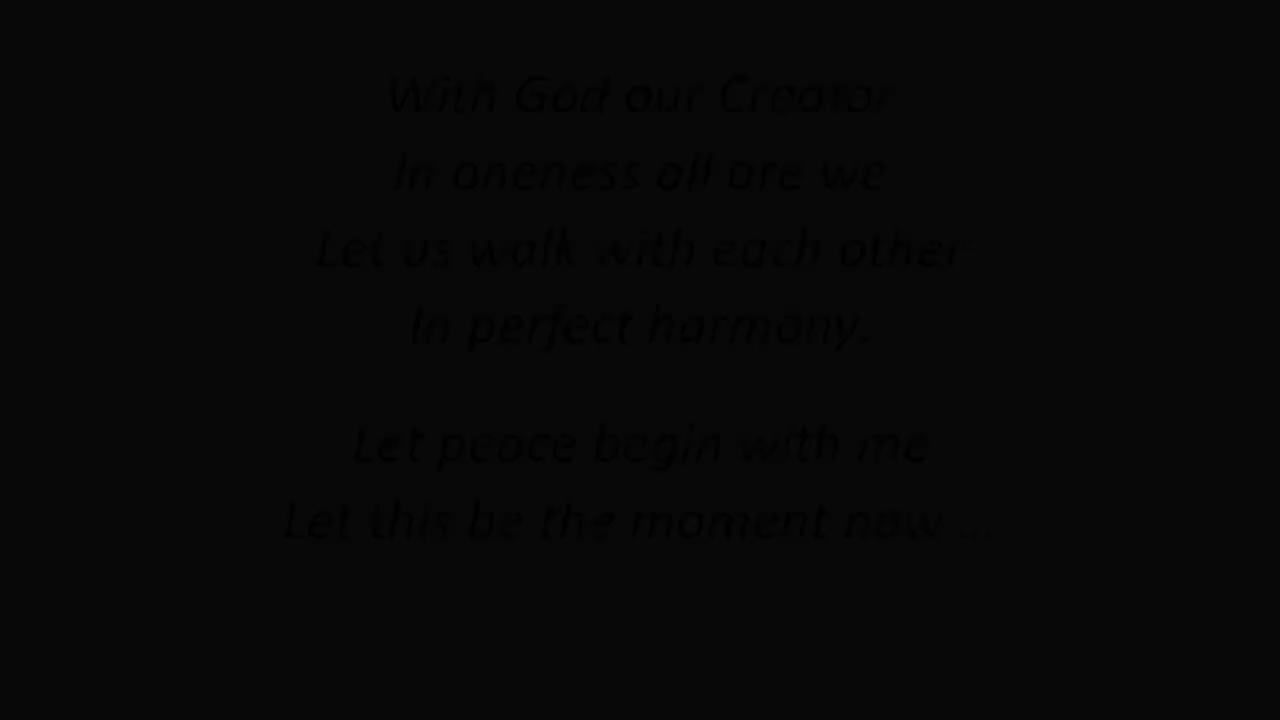 With God our Creator
In oneness all are we
Let us walk with each other
In perfect harmony.
Let peace begin with me
Let this be the moment now ...